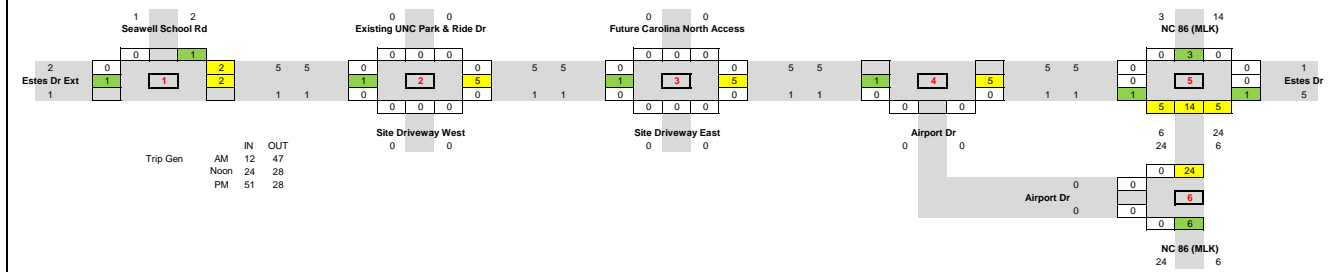 1 2 0 0 0 0 3 14
Seawell School Rd Existing UNC Park & Ride Dr Future Carolina North Access NC 86 (MLK)
0 1 0 0 0 0 0 0 0 3 0
2 0 2 5 5 0 0 5 5 0 0 5 5 5 5 0 0 1
Estes Dr Ext 1 1 2 1 2 5 1 3 5 1 4 5 0 5 0 Estes Dr
1 1 1 0 0 1 1 0 0 1 1 0 0 1 1 1 1 5
0 0 0 0 0 0 0 0 5 14 5
Site Driveway West Site Driveway East Airport Dr 6 24
0 0 0 0 0 0 24 6
IN OUT
Trip Gen AM 12 47
Noon 24 28
PM 51 28
0 24
0 0
Airport Dr 6
0 0
0 6
NC 86 (MLK)
24 6